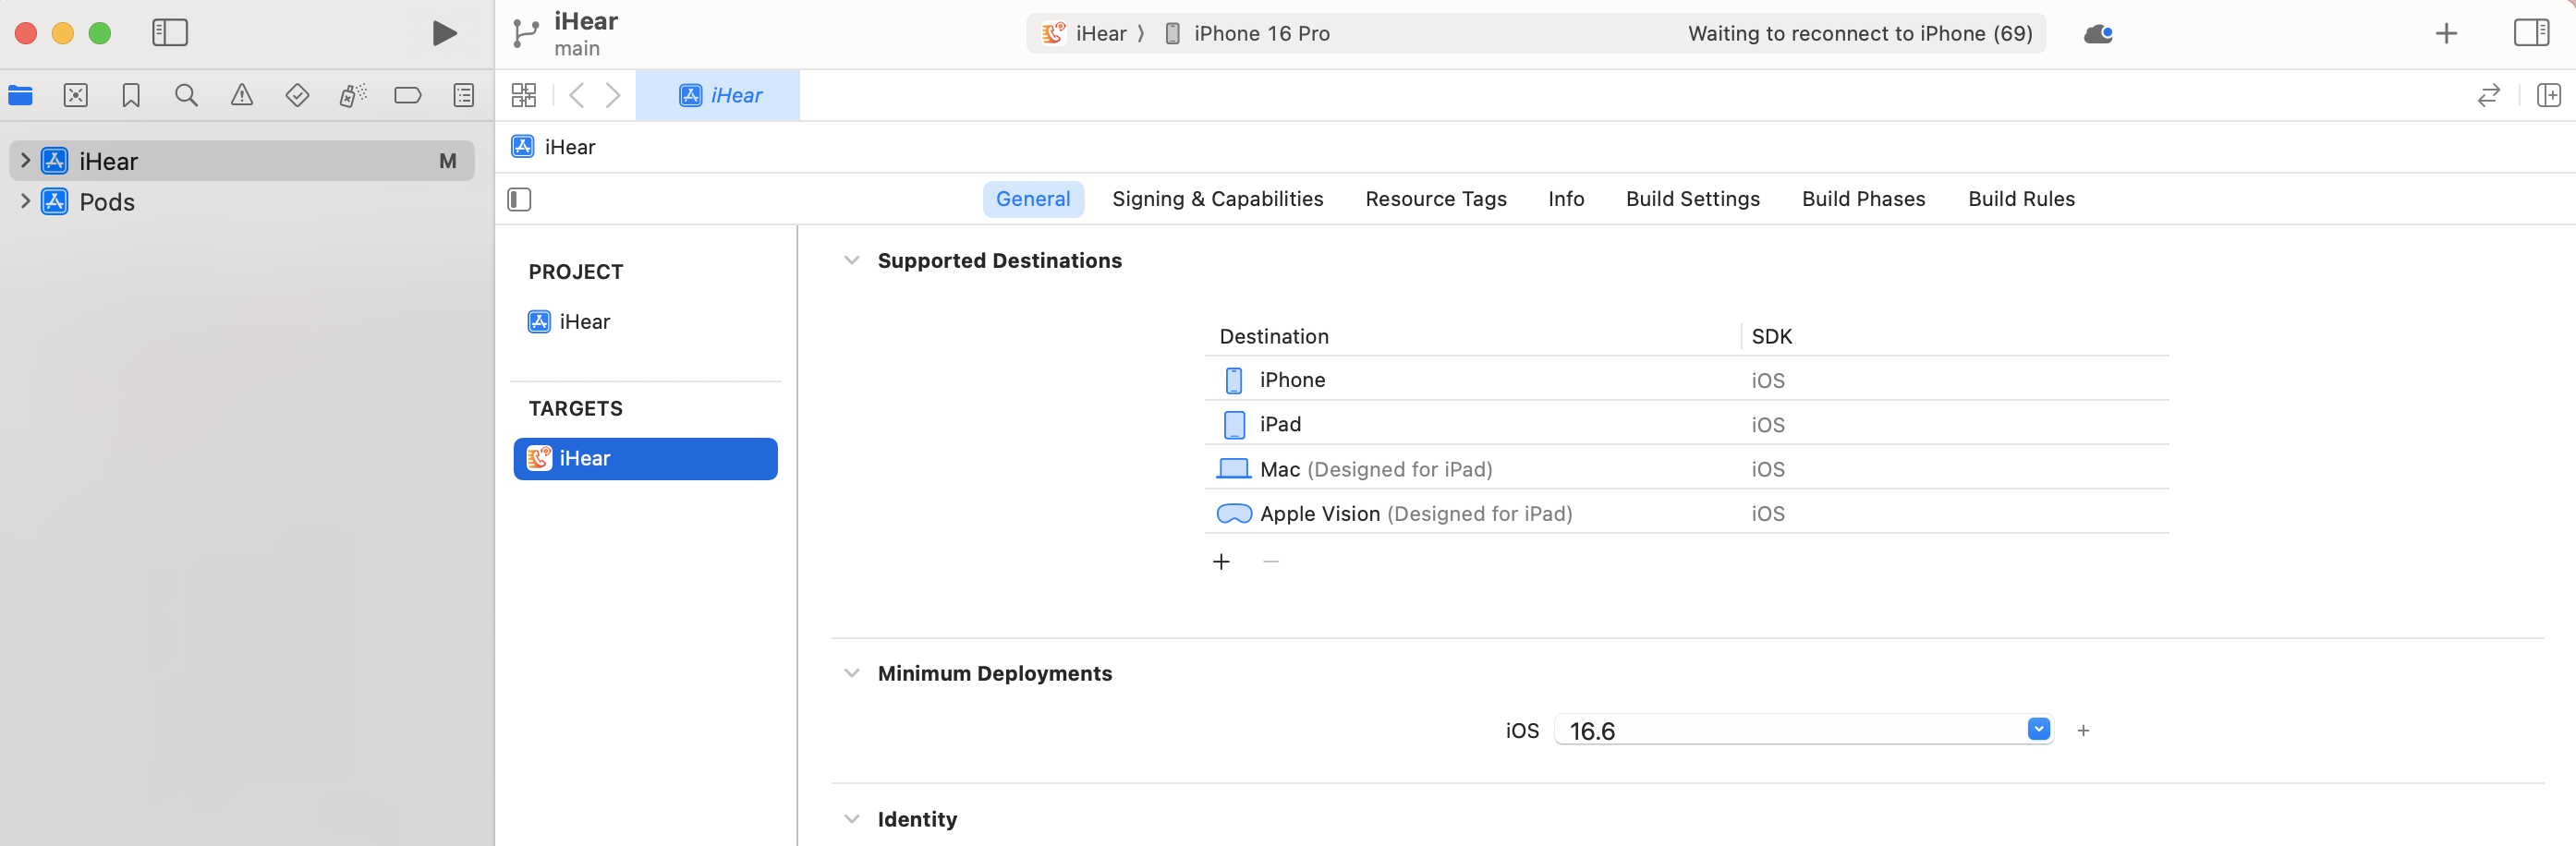 iHear
main
iHear
iPhone 16 Pro
Waiting to reconnect to iPhone (69)
iHear
iHear
M
Pods
iHear
General
Signing & Capabilities
Resource Tags
Info
Build Settings
Build Phases
Build Rules
PROJECT
iHear
TARGETS
iHear
Supported Destinations
Destination SDK
iPhone iOS
iPad iOS
Mac (Designed for iPad) iOS
Apple Vision (Designed for iPad) iOS
Minimum Deployments
iOS 16.6
Identity